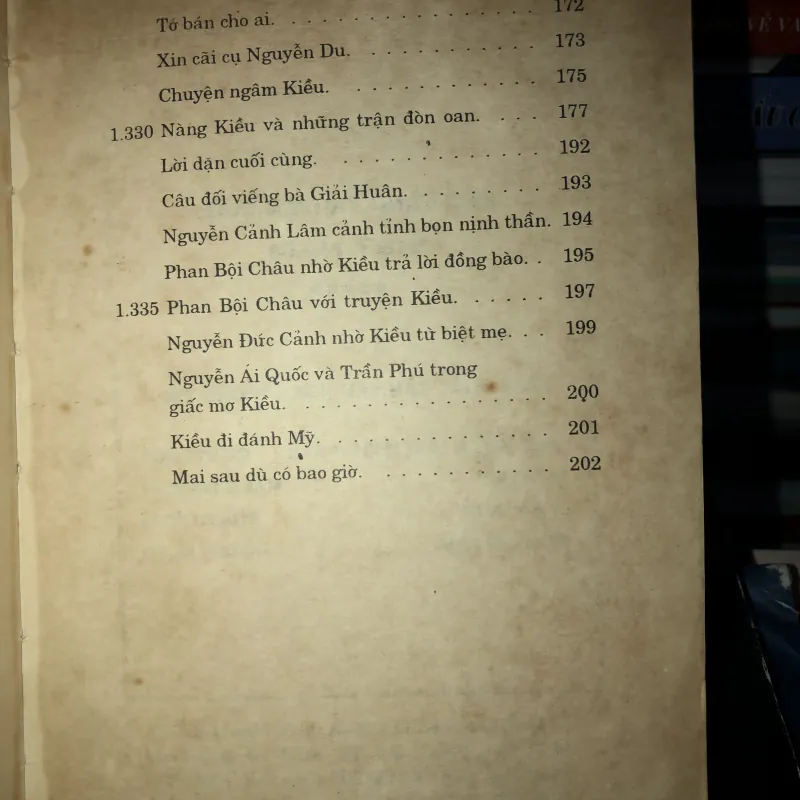 Tớ bán cho ai. . . . . . . . . . . . . 172
Xin cãi cụ Nguyễn Du. . . . . . . . . . 173
Chuyện ngâm Kiều. . . . . . . . . . . 175
1.330 Nàng Kiều và những trận đòn oan. . . . 177
Lời dặn cuối cùng. . . . . . . . . . . 192
Câu đối viếng bà Giải Huân. . . . . . . . 193
Nguyễn Cảnh Lâm cảnh tỉnh bọn nịnh thần. 194
Phan Bội Châu nhờ Kiều trả lời đồng bào. . 195
1.335 Phan Bội Châu với truyện Kiều. . . . . . 197
Nguyễn Đức Cảnh nhờ Kiều từ biệt mẹ. . . 199
Nguyễn Ái Quốc và Trần Phú trong
giấc mơ Kiều. . . . . . . . . . . . . 200
Kiều đi đánh Mỹ. . . . . . . . . . . . 201
Mai sau dù có bao giờ. . . . . . . . . . 202
VỀ VĂ